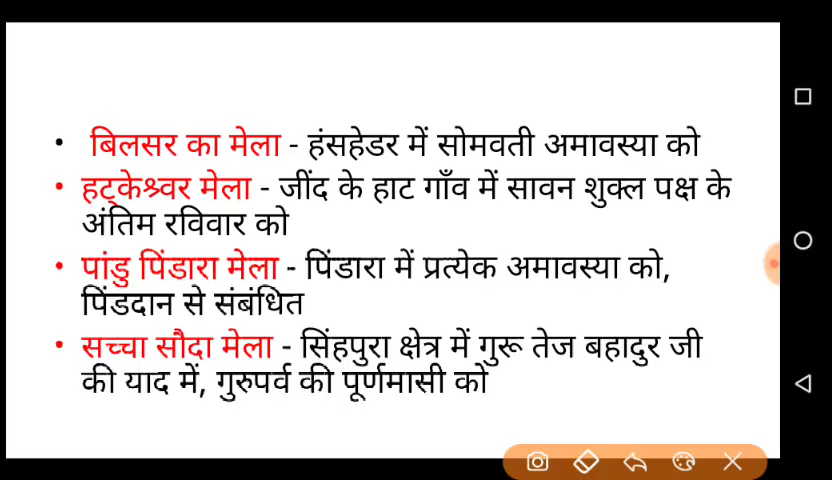 • बिलसर का मेला - हंसहेडर में सोमवती अमावस्या को
• हट्केश्र्वर मेला - जींद के हाट गाँव में सावन शुक्ल पक्ष के
अंतिम रविवार को
• पांडु पिंडारा मेला - पिंडारा में प्रत्येक अमावस्या को,
पिंडदान से संबंधित
• सच्चा सौदा मेला - सिंहपुरा क्षेत्र में गुरू तेज बहादुर जी
की याद में, गुरुपर्व की पूर्णमासी को